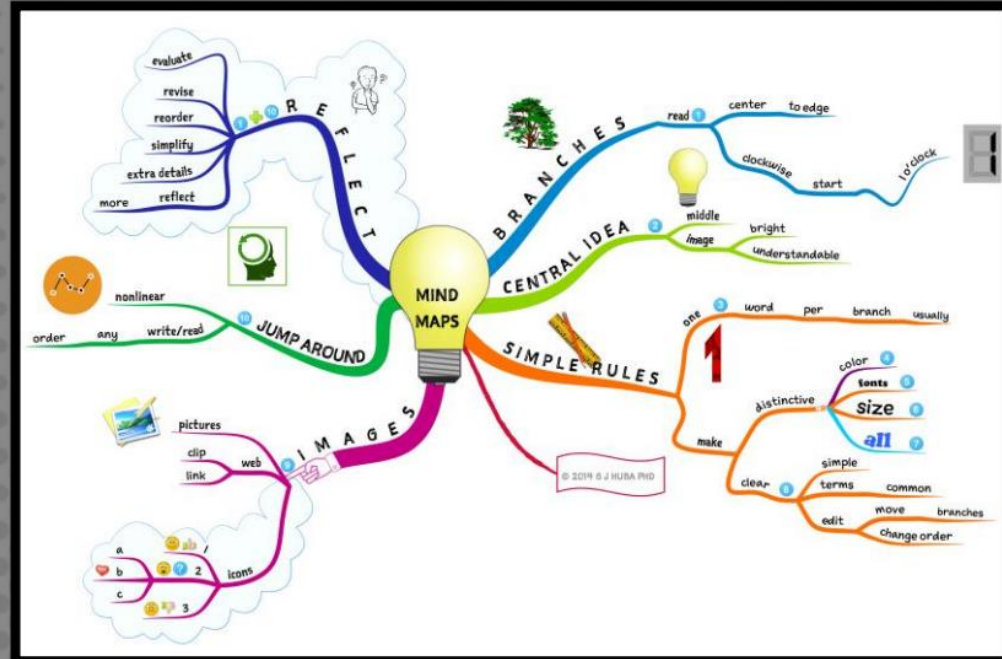 MIND
MAPS
BRANCHES
read 1
center
to edge
clockwise
start
1 o'clock
1
CENTRAL IDEA
2
middle
image
bright
understandable
SIMPLE RULES
one
3
word
per
branch
usually
1
make
distinctive
color 4
fonts 5
size 6
all 7
clear
8
simple
terms
common
edit
move
branches
change order
© 2014 G J HUBA PHD
IMAGES
9
pictures
web
clip
link
icons
1
2
?
3
a
b
c
JUMP AROUND
10
nonlinear
write/read
any
order
REFLECT
10
evaluate
revise
reorder
simplify
extra details
reflect
more